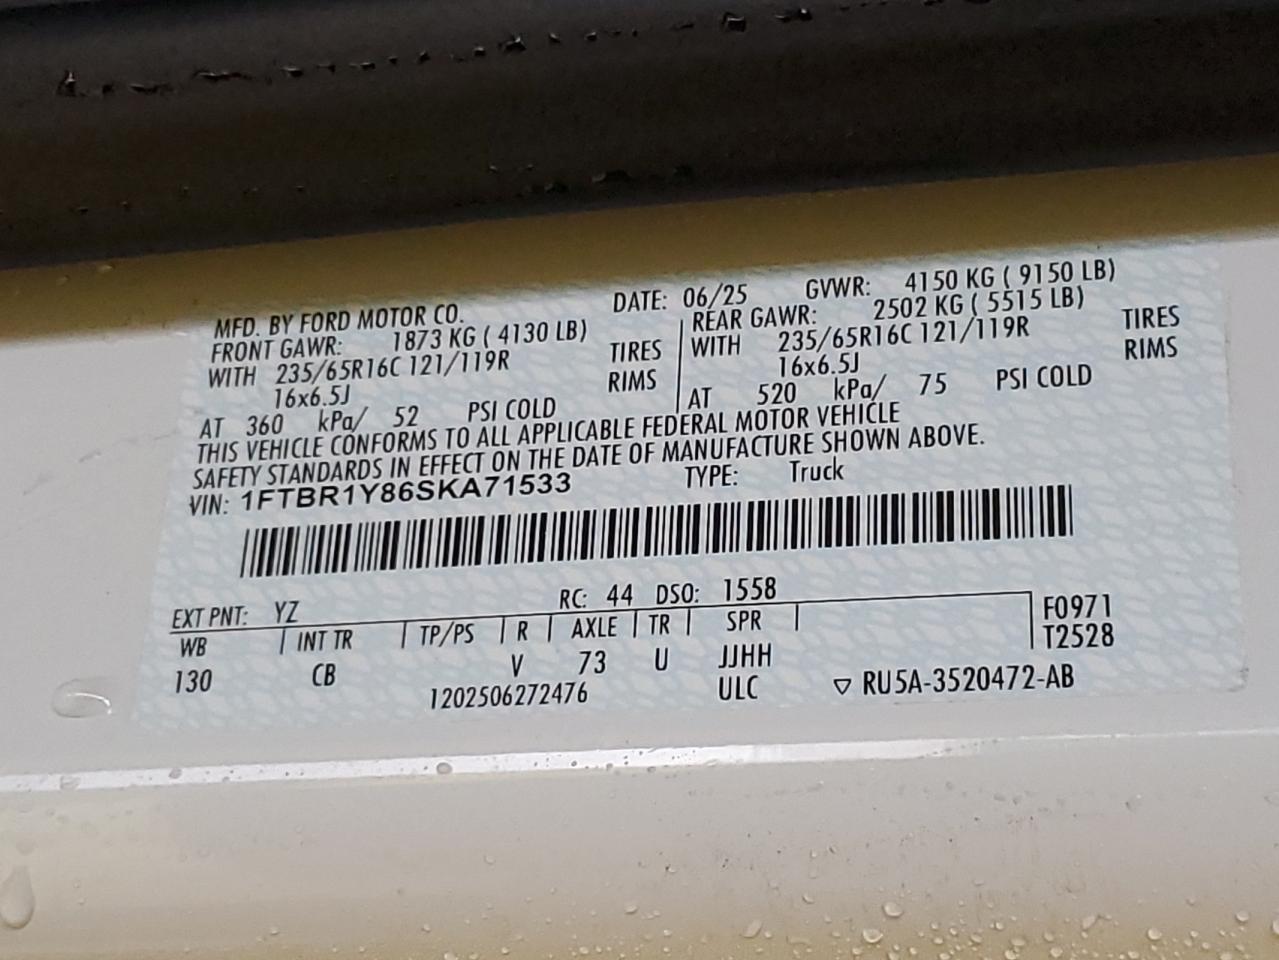 MFD. BY FORD MOTOR CO. DATE: 06/25 GVWR: 4150 KG ( 9150 LB)
FRONT GAWR: 1873 KG ( 4130 LB) REAR GAWR: 2502 KG ( 5515 LB)
WITH 235/65R16C 121/119R TIRES WITH 235/65R16C 121/119R TIRES
16x6.5J RIMS 16x6.5J RIMS
AT 360 kPa/ 52 PSI COLD AT 520 kPa/ 75 PSI COLD
THIS VEHICLE CONFORMS TO ALL APPLICABLE FEDERAL MOTOR VEHICLE
SAFETY STANDARDS IN EFFECT ON THE DATE OF MANUFACTURE SHOWN ABOVE.
VIN: 1FTBR1Y86SKA71533 TYPE: Truck
EXT PNT: YZ RC: 44 DSO: 1558
WB INT TR TP/PS R AXLE TR SPR F0971
T2528
130 CB V 73 U JJHH
1202506272476 ULC ▽ RU5A-3520472-AB